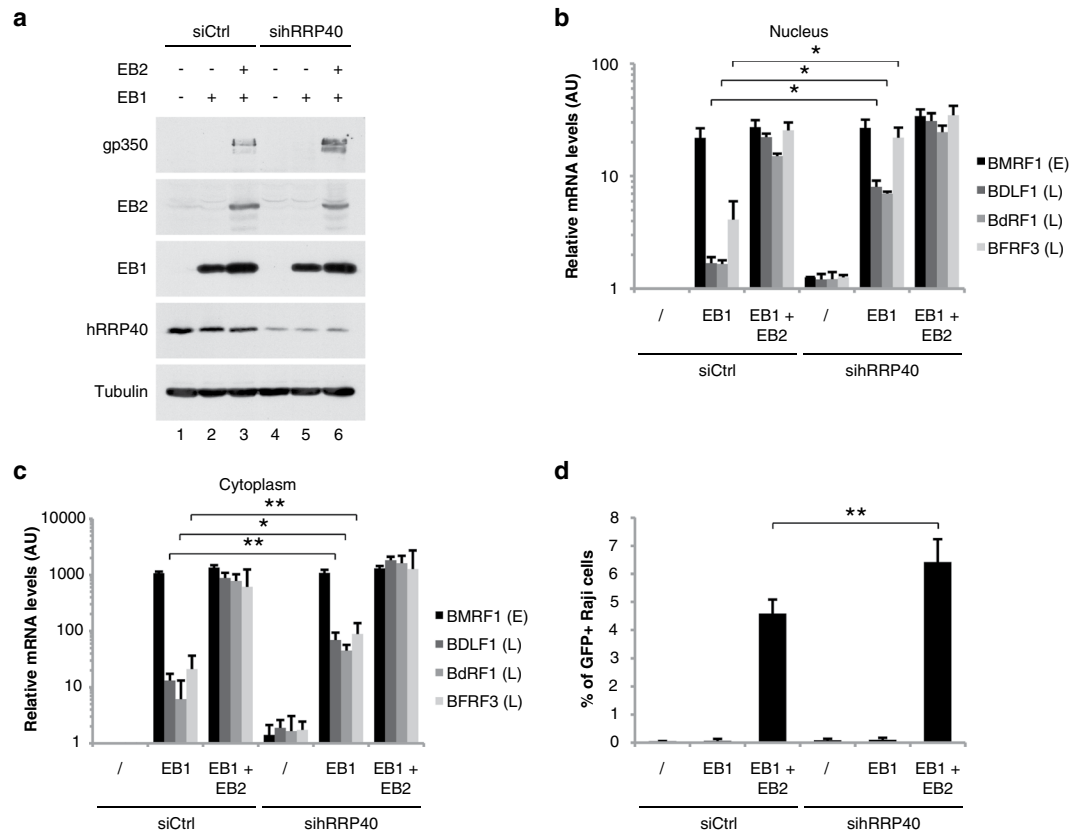 a
siCtrl sihRRP40
EB2 - - + - - +
EB1 - + + - + +
gp350
EB2
EB1
hRRP40
Tubulin
1 2 3 4 5 6
b
Nucleus
Relative mRNA levels (AU)
100
10
1
*
*
*
BMRF1 (E)
BDLF1 (L)
BdRF1 (L)
BFRF3 (L)
/ EB1 EB1 + EB2 / EB1 EB1 + EB2
siCtrl sihRRP40
c
Cytoplasm
Relative mRNA levels (AU)
10000
1000
100
10
1
**
*
**
BMRF1 (E)
BDLF1 (L)
BdRF1 (L)
BFRF3 (L)
/ EB1 EB1 + EB2 / EB1 EB1 + EB2
siCtrl sihRRP40
d
% of GFP+ Raji cells
8
7
6
5
4
3
2
1
0
**
/ EB1 EB1 + EB2 / EB1 EB1 + EB2
siCtrl sihRRP40